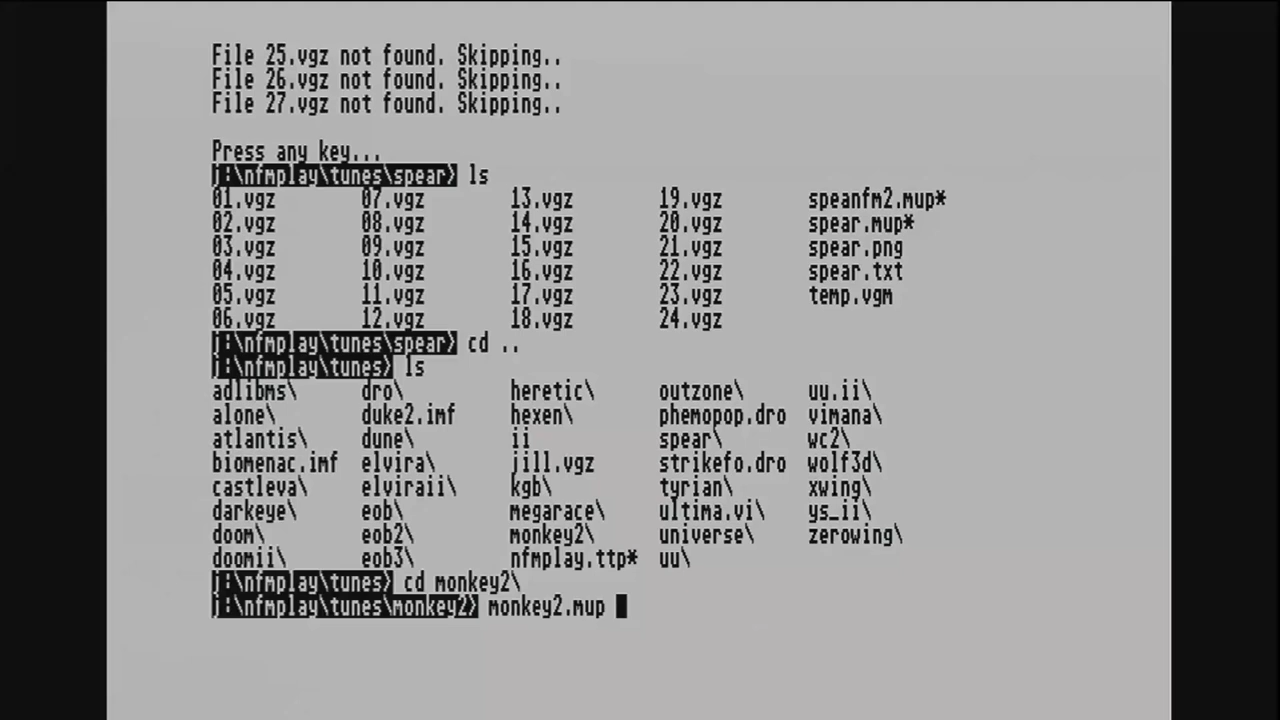 File 25.vgz not found. Skipping..
File 26.vgz not found. Skipping..
File 27.vgz not found. Skipping..
Press any key...
j:\nfmplay\tunes\spear> ls
01.vgz 07.vgz 13.vgz 19.vgz speanfm2.mup*
02.vgz 08.vgz 14.vgz 20.vgz spear.mup*
03.vgz 09.vgz 15.vgz 21.vgz spear.png
04.vgz 10.vgz 16.vgz 22.vgz spear.txt
05.vgz 11.vgz 17.vgz 23.vgz temp.vgm
06.vgz 12.vgz 18.vgz 24.vgz
j:\nfmplay\tunes\spear> cd ..
j:\nfmplay\tunes> ls
adlibms\ dro\ heretic\ outzone\ uu.ii\
alone\ duke2.imf hexen\ phemopop.dro vimana\
atlantis\ dune\ ii spear\ wc2\
biomenac.imf elvira\ jill.vgz strikefo.dro wolf3d\
castleva\ elviraii\ kgb\ tyrian\ xwing\
darkeye\ eob\ megarace\ ultima.vi\ ys_ii\
doom\ eob2\ monkey2\ universe\ zerowing\
doomii\ eob3\ nfmplay.ttp* uu\
j:\nfmplay\tunes> cd monkey2\
j:\nfmplay\tunes\monkey2> monkey2.mup